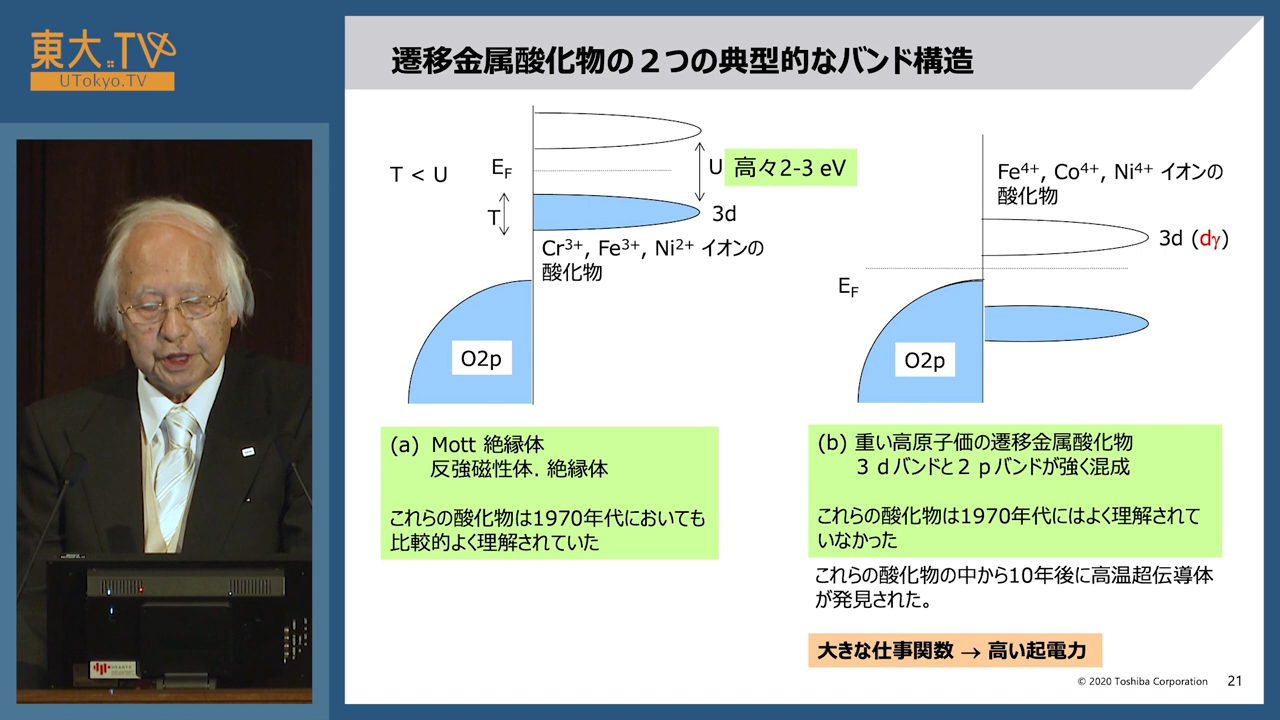 東大.TV
UTokyo.TV
遷移金属酸化物の２つの典型的なバンド構造
T < U
EF
U
高々2-3 eV
T
3d
Cr3+, Fe3+, Ni2+ イオンの
酸化物
O2p
(a) Mott 絶縁体
反強磁性体. 絶縁体
これらの酸化物は1970年代においても
比較的よく理解されていた
Fe4+, Co4+, Ni4+ イオンの
酸化物
3d (dγ)
EF
O2p
(b) 重い高原子価の遷移金属酸化物
３ｄバンドと２ｐバンドが強く混成
これらの酸化物は1970年代にはよく理解されて
いなかった
これらの酸化物の中から10年後に高温超伝導体
が発見された。
大きな仕事関数 → 高い起電力
© 2020 Toshiba Corporation 21